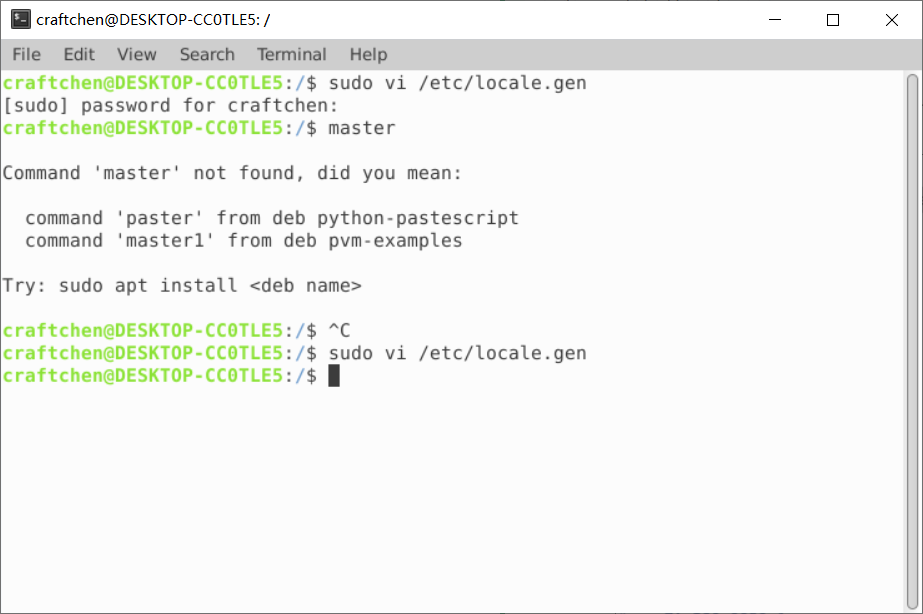 craftchen@DESKTOP-CC0TLE5: /
File Edit View Search Terminal Help
craftchen@DESKTOP-CC0TLE5:/$ sudo vi /etc/locale.gen
[sudo] password for craftchen:
craftchen@DESKTOP-CC0TLE5:/$ master
Command 'master' not found, did you mean:
command 'paster' from deb python-pastescript
command 'master1' from deb pvm-examples
Try: sudo apt install <deb name>
craftchen@DESKTOP-CC0TLE5:/$ ^C
craftchen@DESKTOP-CC0TLE5:/$ sudo vi /etc/locale.gen
craftchen@DESKTOP-CC0TLE5:/$